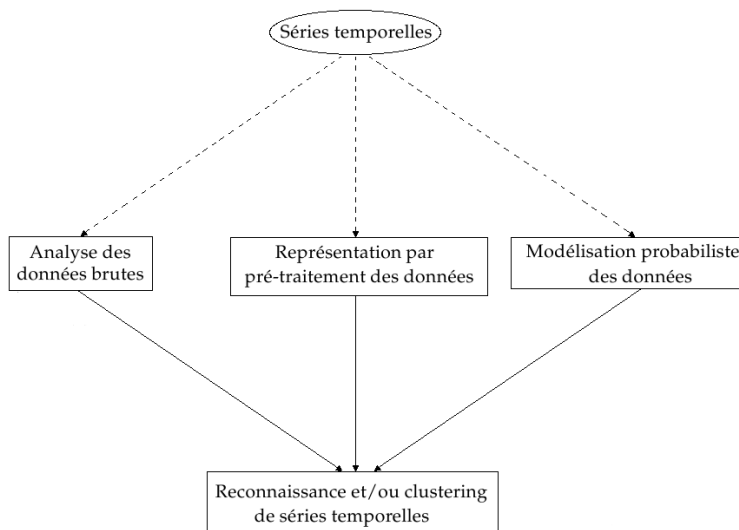 Séries temporelles
Analyse des
données brutes
Représentation par
pré-traitement des données
Modélisation probabiliste
des données
Reconnaissance et/ou clustering
de séries temporelles